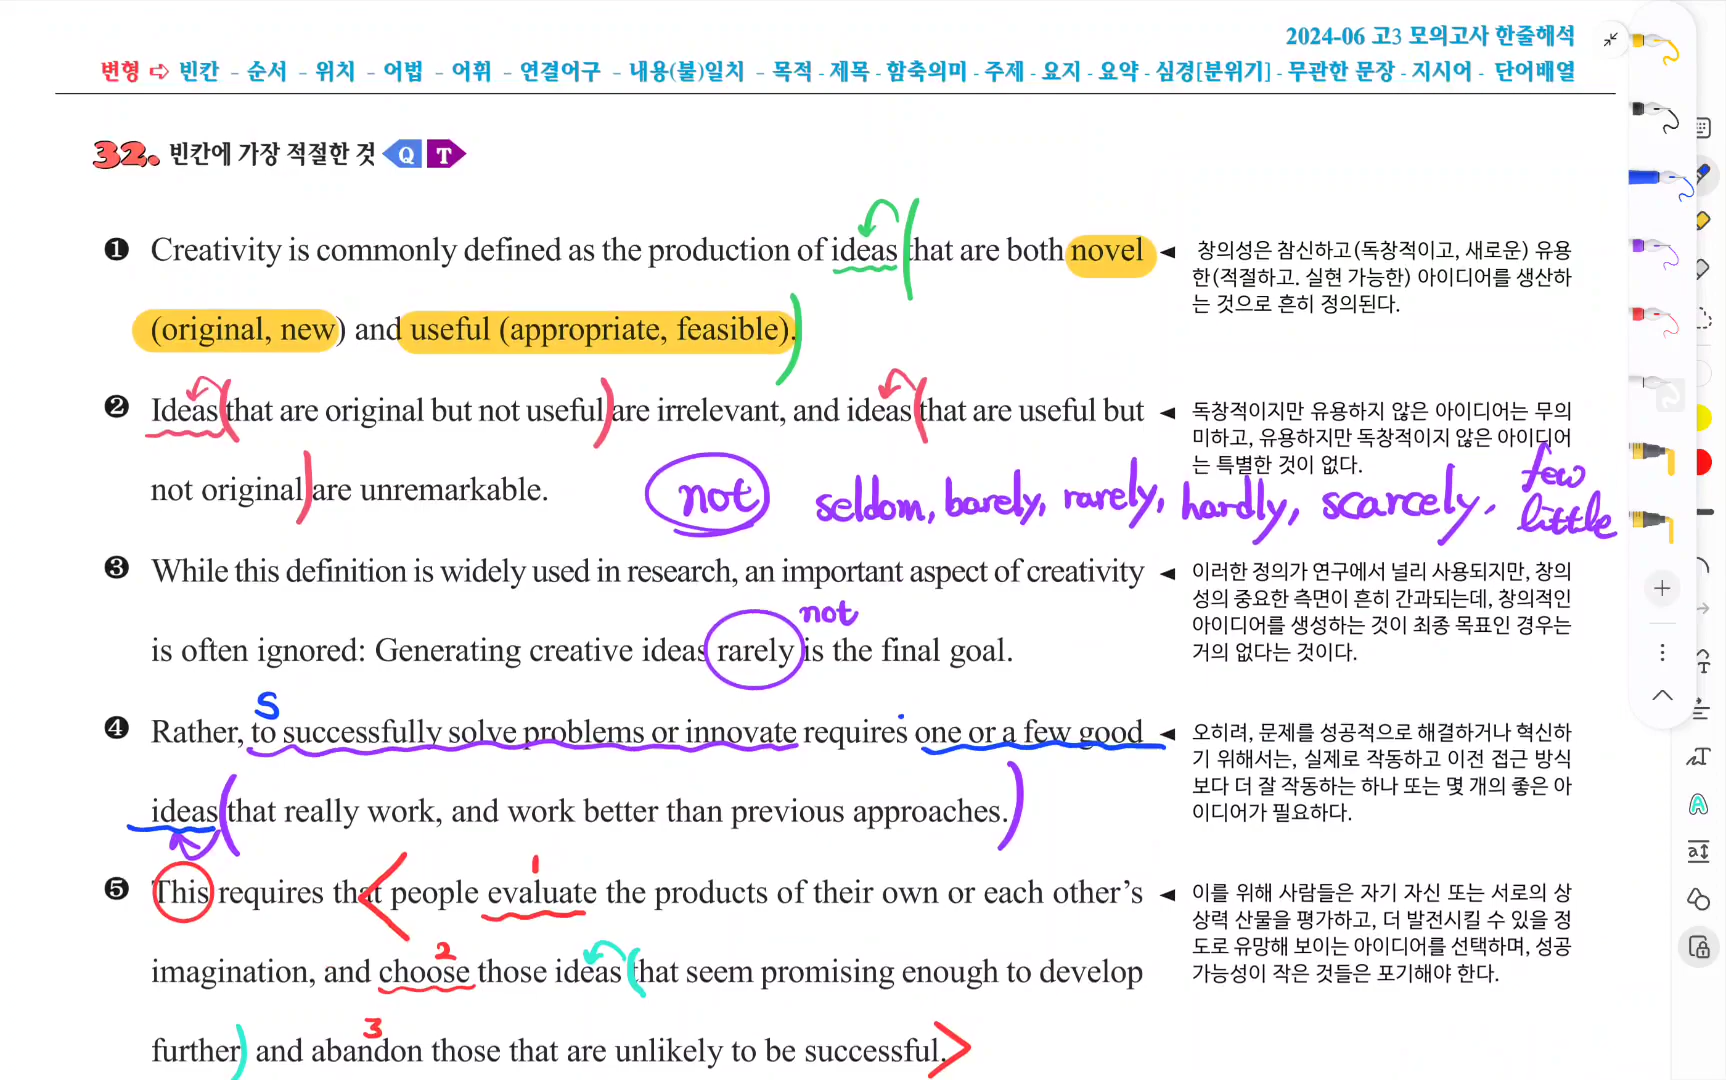 2024-06 고3 모의고사 한줄해석
변형 ➪ 빈칸 - 순서 - 위치 - 어법 - 어휘 - 연결어구 - 내용(불)일치 - 목적 - 제목 - 함축의미 - 주제 - 요지 - 요약 - 심경[분위기] - 무관한 문장 - 지시어 - 단어배열
32. 빈칸에 가장 적절한 것 Q T
❶ Creativity is commonly defined as the production of ideas that are both novel
(original, new) and useful (appropriate, feasible).
◄ 창의성은 참신하고(독창적이고, 새로운) 유용
한(적절하고. 실현 가능한) 아이디어를 생산하
는 것으로 흔히 정의된다.
❷ Ideas that are original but not useful are irrelevant, and ideas that are useful but
not original are unremarkable.
◄ 독창적이지만 유용하지 않은 아이디어는 무의
미하고, 유용하지만 독창적이지 않은 아이디어
는 특별한 것이 없다.
not seldom, barely, rarely, hardly, scarcely, few
little
❸ While this definition is widely used in research, an important aspect of creativity
not
is often ignored: Generating creative ideas rarely is the final goal.
◄ 이러한 정의가 연구에서 널리 사용되지만, 창의
성의 중요한 측면이 흔히 간과되는데, 창의적인
아이디어를 생성하는 것이 최종 목표인 경우는
거의 없다는 것이다.
S
❹ Rather, to successfully solve problems or innovate requires one or a few good
ideas that really work, and work better than previous approaches.
◄ 오히려, 문제를 성공적으로 해결하거나 혁신하
기 위해서는, 실제로 작동하고 이전 접근 방식
보다 더 잘 작동하는 하나 또는 몇 개의 좋은 아
이디어가 필요하다.
1
❺ This requires that people evaluate the products of their own or each other's
2
imagination, and choose those ideas that seem promising enough to develop
3
further, and abandon those that are unlikely to be successful.
◄ 이를 위해 사람들은 자기 자신 또는 서로의 상
상력 산물을 평가하고, 더 발전시킬 수 있을 정
도로 유망해 보이는 아이디어를 선택하며, 성공
가능성이 작은 것들은 포기해야 한다.